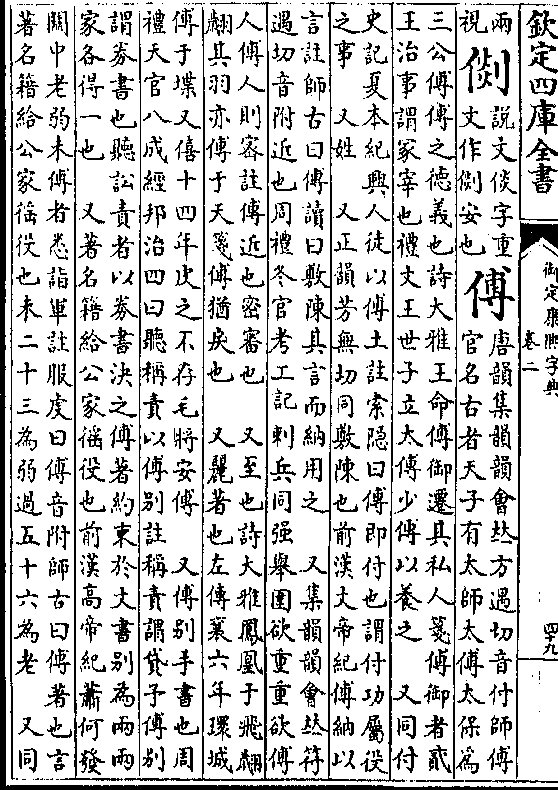 欽定四庫全書
御定康熙字典
卷二
四九
兩說文倓字重
視㑪文作㑪安也傅唐韻集韻韻會𠀤方遇切音付師傅
官名古者天子有太師太傅太保為
三公傅傅之德義也詩大雅王命傅御遷其私人箋傅御者貳
王治事謂冢宰也禮文王世子立太傅少傅以養之　又同付
史記夏本紀興人徒以傅土註索隐曰傅即付也謂付功屬役
之事　又姓　又正韻芳無切同敷陳也前漢文帝紀傅納以
言註師古曰傅讀曰敷陳其言而納用之　又集韻韻會𠀤符
遇切音附近也周禮冬官考工記刺兵同强舉圍欲重重欲傅
人傅人則密註傅近也密審也　又至也詩大雅鳳凰于飛翽
翽其羽亦傅于天箋傅猶戾也　又麗著也左傳襄六年環城
傅于堞又僖十四年皮之不存毛將安傅　又傅别手書也周
禮天官八成經邦治四曰聽稱責以傅别註稱責謂貸子傅别
謂劵書也聽訟責者以劵書決之傅著約束於文書别為兩兩
家各得一也　又著名籍給公家徭役也前漢高帝紀蕭何發
關中老弱未傅者悉詣軍註服虔曰傅音附師古曰傅著也言
著名籍給公家徭役也未二十三為弱過五十六為老　又同